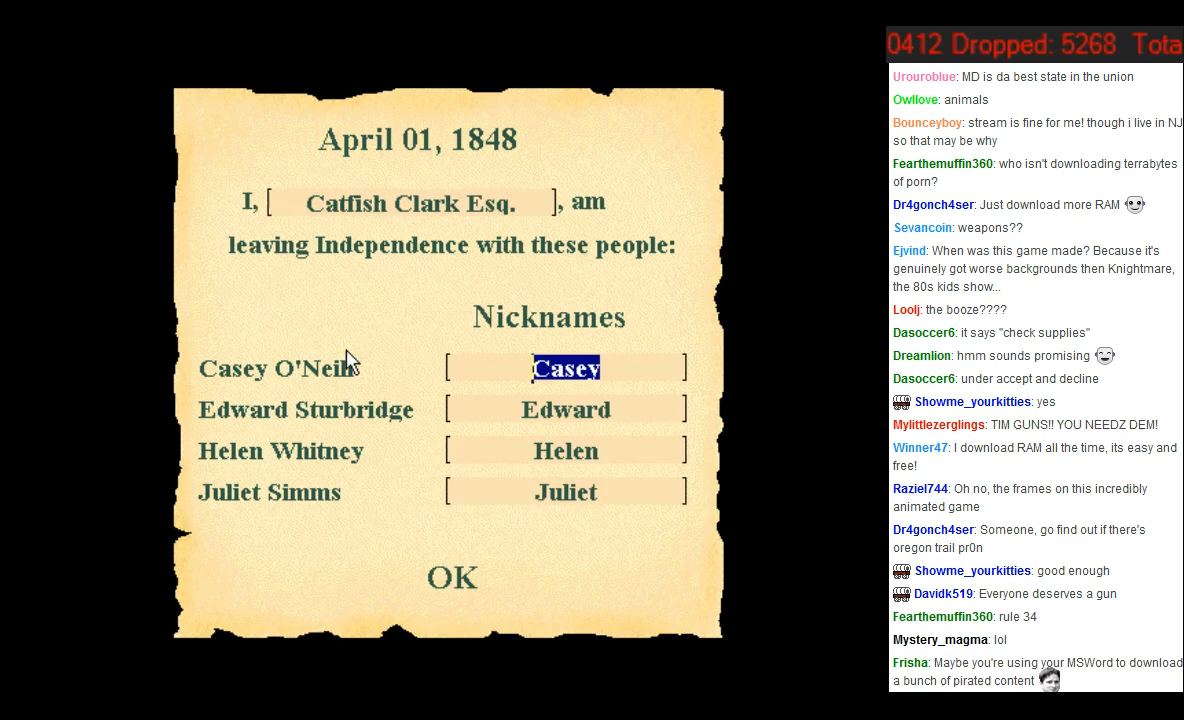 April 01, 1848
I, [ Catfish Clark Esq. ], am
leaving Independence with these people:
Nicknames
Casey O'Neill [ Casey ]
Edward Sturbridge [ Edward ]
Helen Whitney [ Helen ]
Juliet Simms [ Juliet ]
OK
0412 Dropped: 5268 Tota
Urouroblue: MD is da best state in the union
Owllove: animals
Bounceyboy: stream is fine for me! though i live in NJ
so that may be why
Fearthemuffin360: who isn't downloading terrabytes
of porn?
Dr4gonch4ser: Just download more RAM
Sevancoin: weapons??
Ejvind: When was this game made? Because it's
genuinely got worse backgrounds then Knightmare,
the 80s kids show...
Loolj: the booze????
Dasoccer6: it says "check supplies"
Dreamlion: hmm sounds promising
Dasoccer6: under accept and decline
Showme_yourkitties: yes
Mylittlezerglings: TIM GUNS!! YOU NEEDZ DEM!
Winner47: I download RAM all the time, its easy and
free!
Raziel744: Oh no, the frames on this incredibly
animated game
Dr4gonch4ser: Someone, go find out if there's
oregon trail pr0n
Showme_yourkitties: good enough
Davidk519: Everyone deserves a gun
Fearthemuffin360: rule 34
Mystery_magma: lol
Frisha: Maybe you're using your MSWord to download
a bunch of pirated content